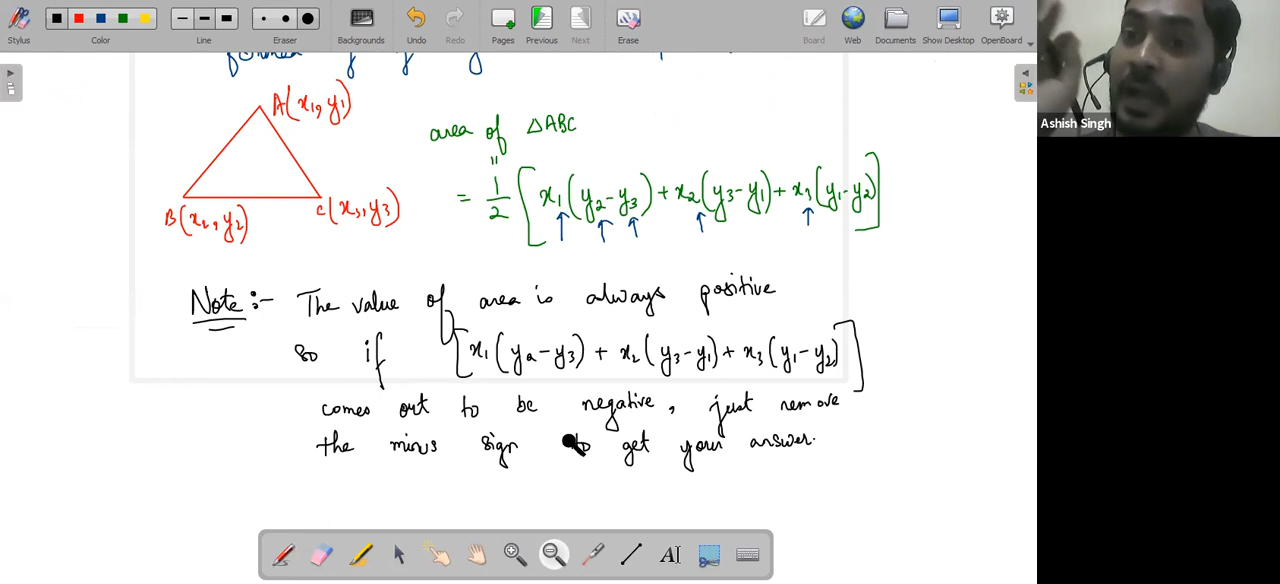 Stylus Color Line Eraser Backgrounds Undo Redo Pages Previous Next Erase Board Web Documents Show Desktop OpenBoard
Ashish Singh
A(x₁, y₁)
B(x₂, y₂)
C(x₃, y₃)
area of △ABC
=
= 1/2 [x₁(y₂-y₃) + x₂(y₃-y₁) + x₃(y₁-y₂)]
Note:- The value of area is always positive
so if [x₁(y₂-y₃) + x₂(y₃-y₁) + x₃(y₁-y₂)]
comes out to be negative, just remove
the minus sign to get your answer.